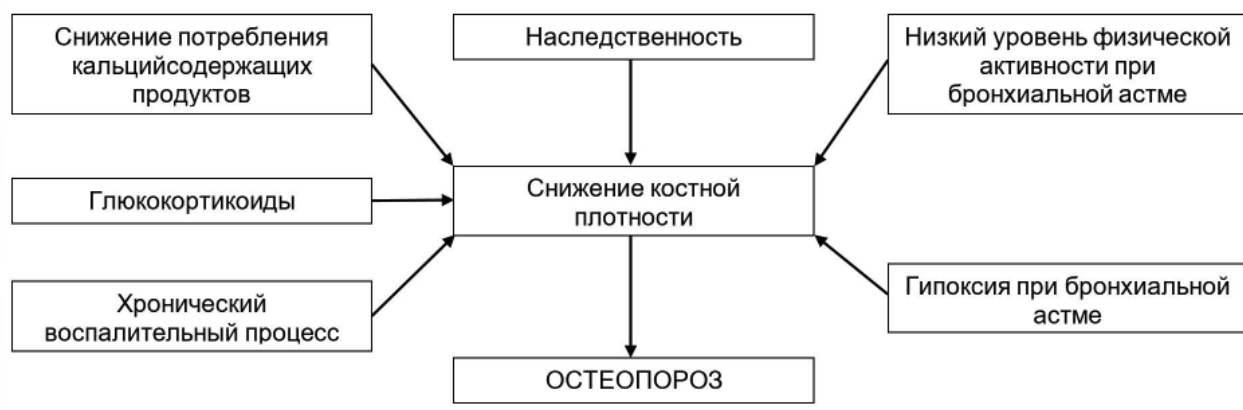 Снижение потребления
кальцийсодержащих
продуктов
Наследственность
Низкий уровень физической
активности при
бронхиальной астме
Глюкокортикоиды
Снижение костной
плотности
Хронический
воспалительный процесс
Гипоксия при бронхиальной
астме
ОСТЕОПОРОЗ